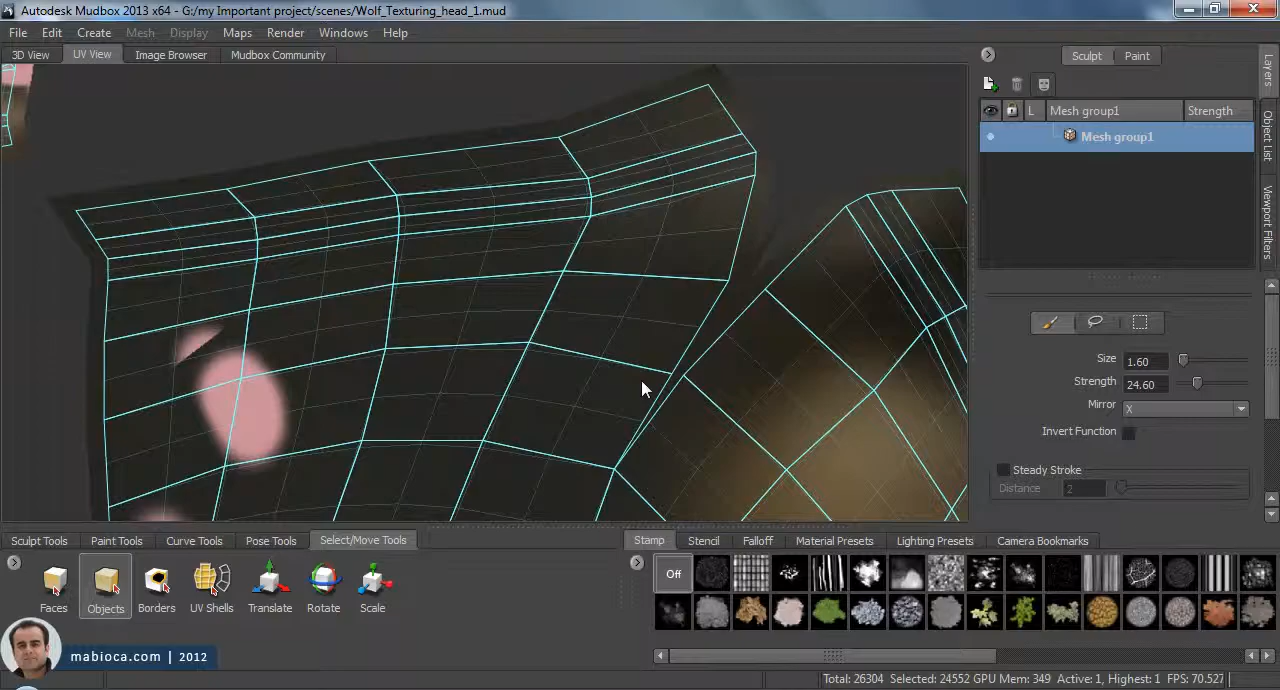 Autodesk Mudbox 2013 x64 - G:/my Important project/scenes/Wolf_Texturing_head_1.mud
File Edit Create Mesh Display Maps Render Windows Help
3D View UV View Image Browser Mudbox Community
Sculpt Paint
Layers
Object List
Viewport Filters
L Mesh group1 Strength
Mesh group1
Size 1.60
Strength 24.60
Mirror X
Invert Function
Steady Stroke
Distance 2
Sculpt Tools Paint Tools Curve Tools Pose Tools Select/Move Tools
Stamp Stencil Falloff Material Presets Lighting Presets Camera Bookmarks
Faces Objects Borders UV Shells Translate Rotate Scale
Off
mabioca.com | 2012
Total: 26304 Selected: 24552 GPU Mem: 349 Active: 1, Highest: 1 FPS: 70.527